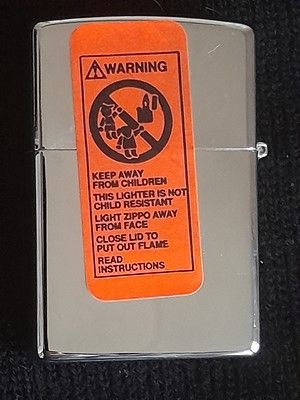 WARNING
KEEP AWAY
FROM CHILDREN
THIS LIGHTER IS NOT
CHILD RESISTANT
LIGHT ZIPPO AWAY
FROM FACE
CLOSE LID TO
PUT OUT FLAME
READ
INSTRUCTIONS